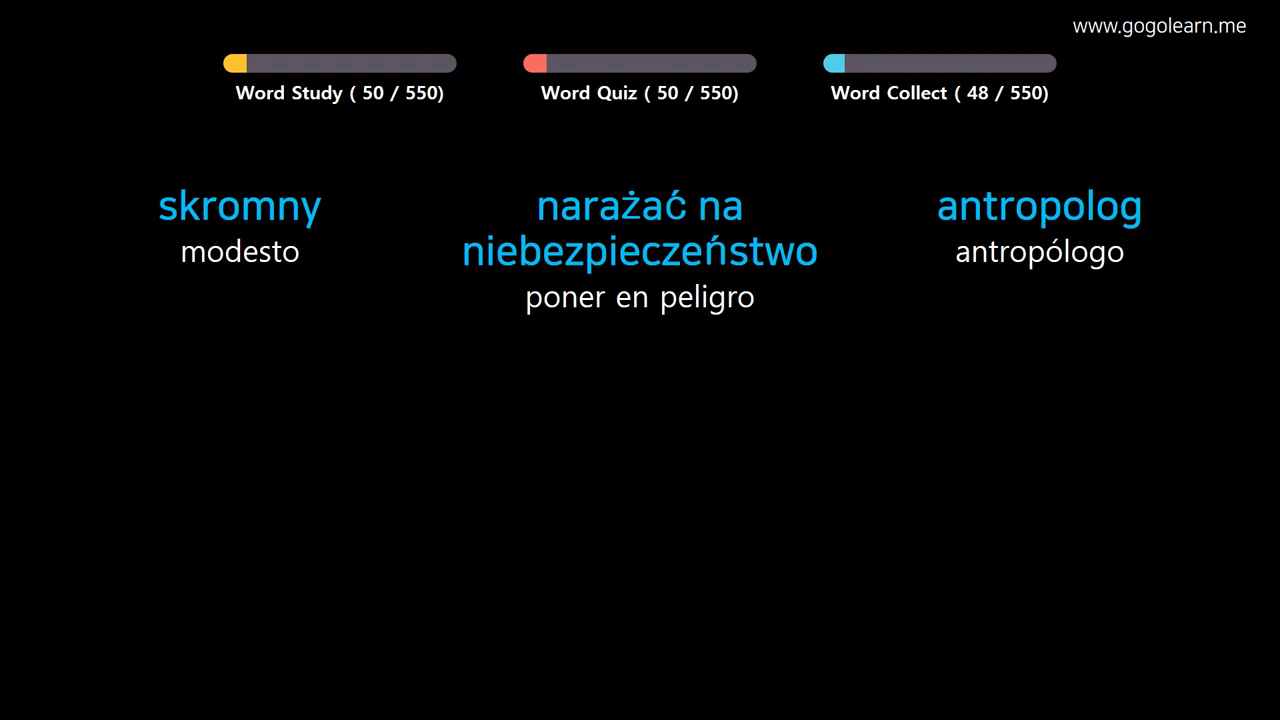 www.gogolearn.me
Word Study ( 50 / 550)
Word Quiz ( 50 / 550)
Word Collect ( 48 / 550)
skromny
modesto
narażać na
niebezpieczeństwo
poner en peligro
antropolog
antropólogo